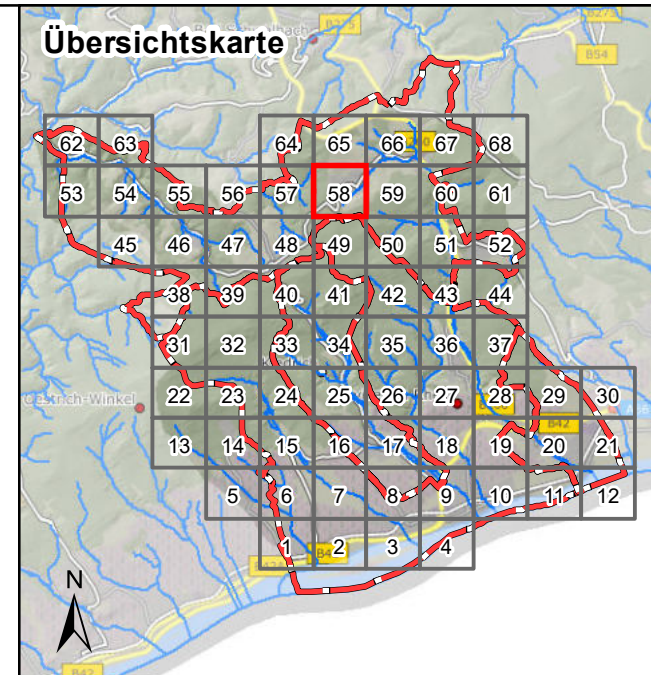 Übersichtskarte
B275
B54
62 63 64 65 66 67 68
53 54 55 56 57 58 59 60 61
45 46 47 48 49 50 51 52
38 39 40 41 42 43 44
31 32 33 34 35 36 37
Oestrich-Winkel
22 23 24 25 26 27 28 29 30
B42
13 14 15 16 17 18 19 20 21
5 6 7 8 9 10 11 12
1 2 3 4
N
B42